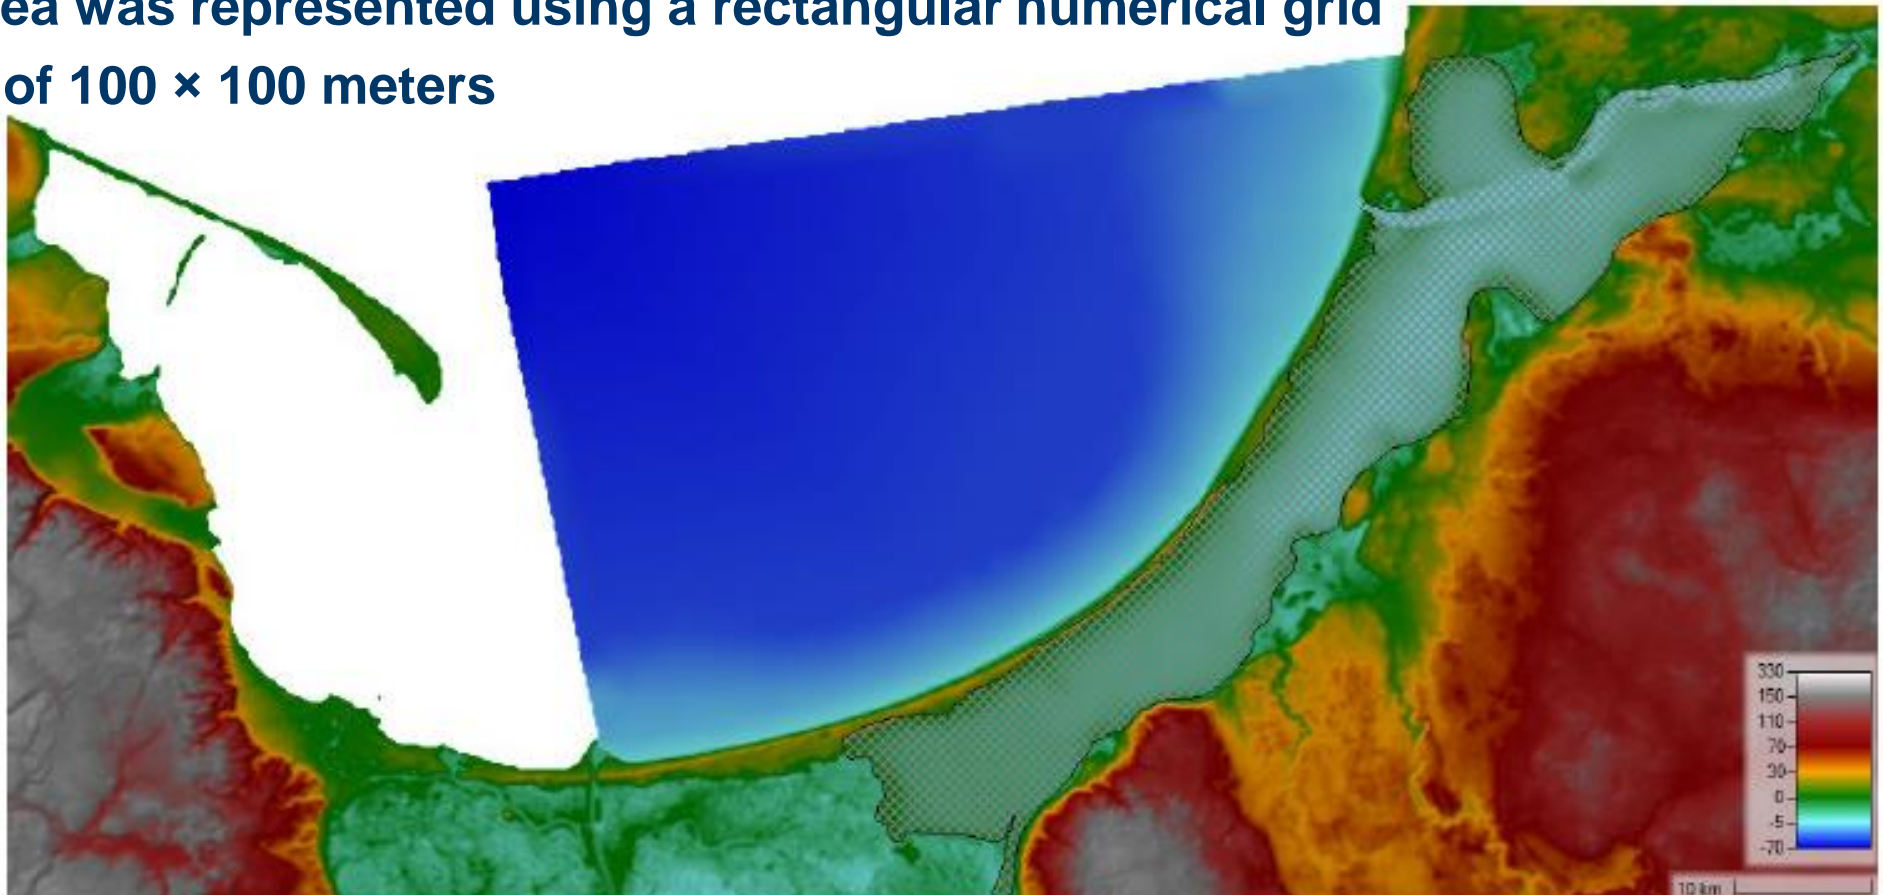 ea was represented using a rectangular numerical grid
of 100 × 100 meters
330
150
110
70
30
0
-5
-70
10 km